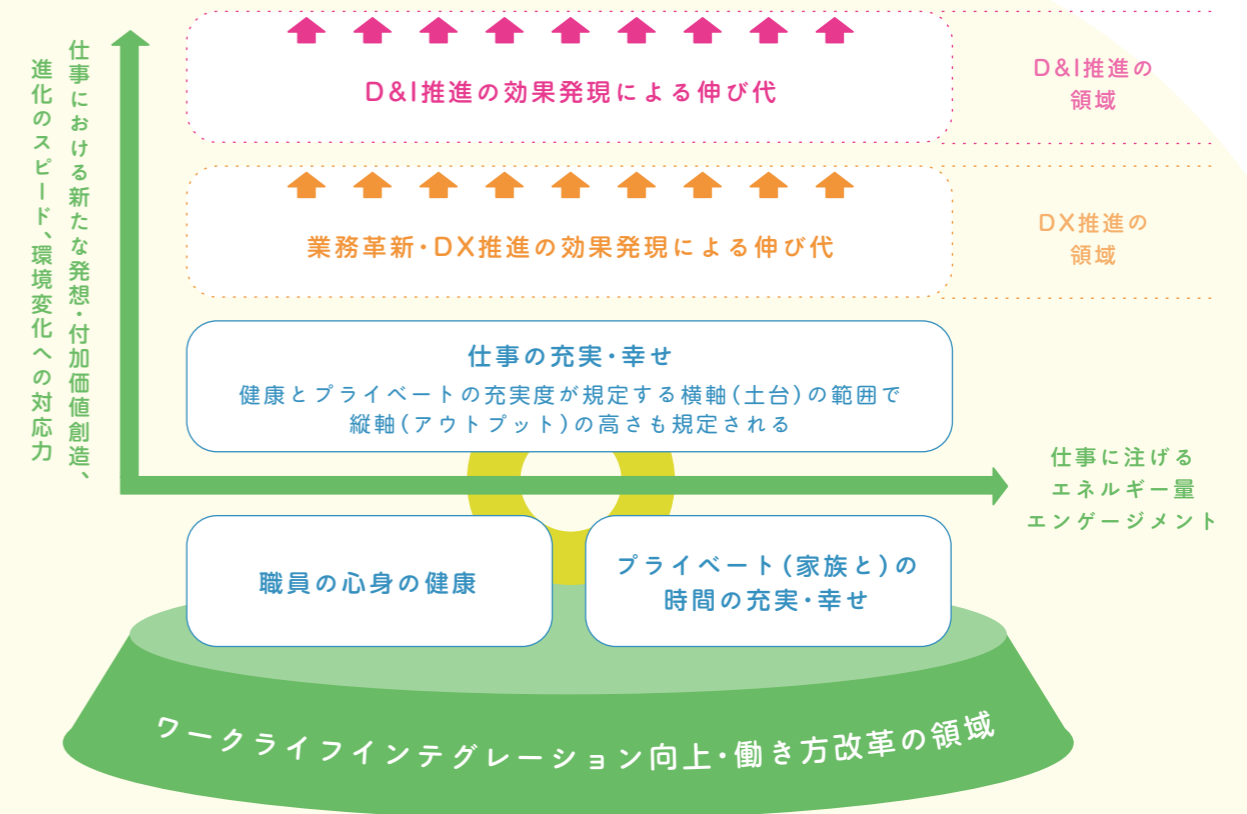 仕事における新たな発想・付加価値創造、
進化のスピード、環境変化への対応力
D&I推進の効果発現による伸び代
D&I推進の
領域
業務革新・DX推進の効果発現による伸び代
DX推進の
領域
仕事の充実・幸せ
健康とプライベートの充実度が規定する横軸(土台)の範囲で
縦軸(アウトプット)の高さも規定される
仕事に注げる
エネルギー量
エンゲージメント
職員の心身の健康
プライベート(家族と)の
時間の充実・幸せ
ワークライフインテグレーション向上・働き方改革の領域